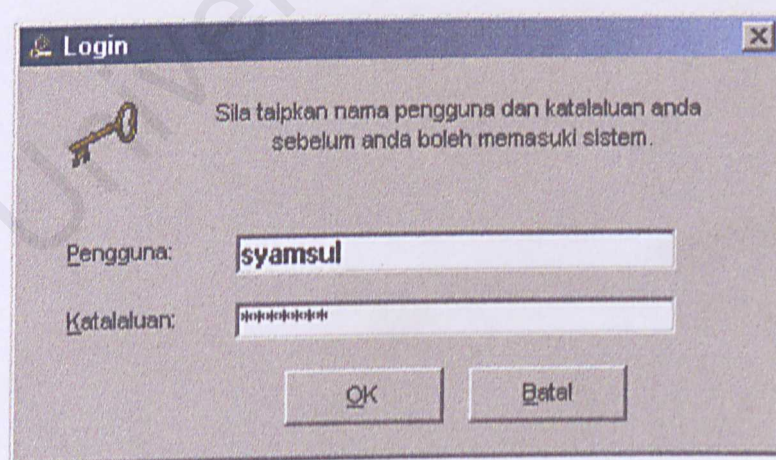 Login
Sila taipkan nama pengguna dan katalaluan anda
sebelum anda boleh memasuki sistem.
Pengguna: syamsul
Katalaluan: ********
OK Batal